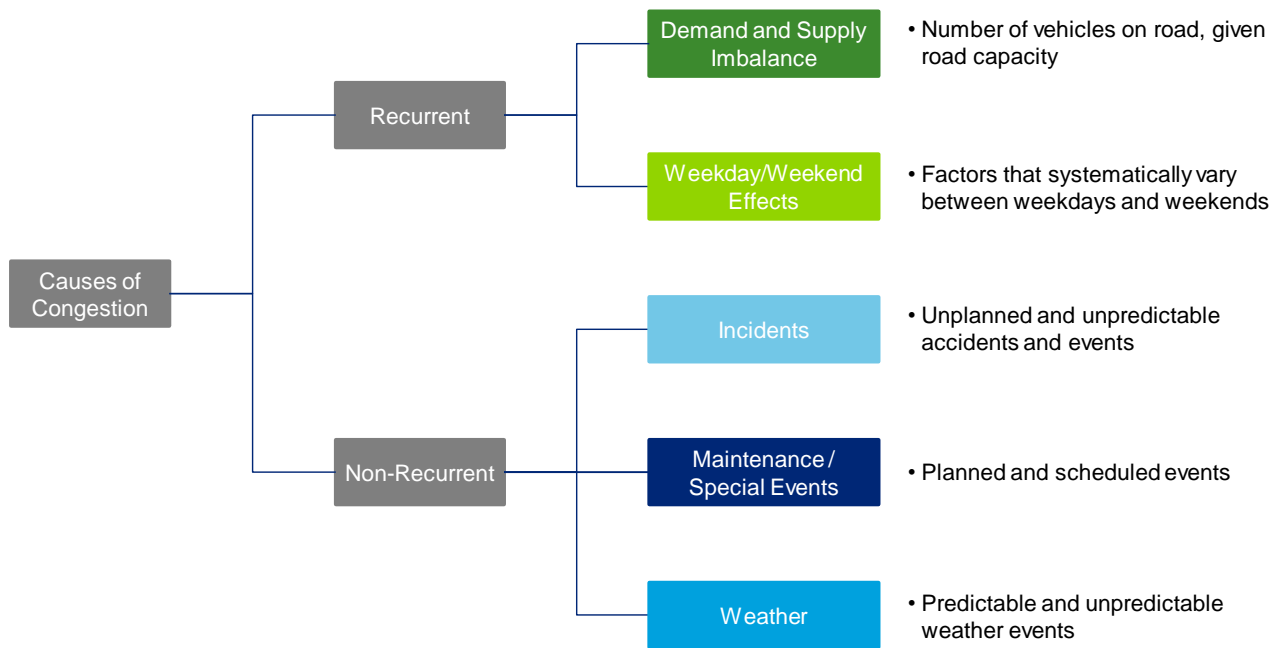 Demand and Supply
Imbalance
• Number of vehicles on road, given
road capacity
Recurrent
Weekday/Weekend
Effects
• Factors that systematically vary
between weekdays and weekends
Causes of
Congestion
Incidents
• Unplanned and unpredictable
accidents and events
Non-Recurrent
Maintenance /
Special Events
• Planned and scheduled events
Weather
• Predictable and unpredictable
weather events